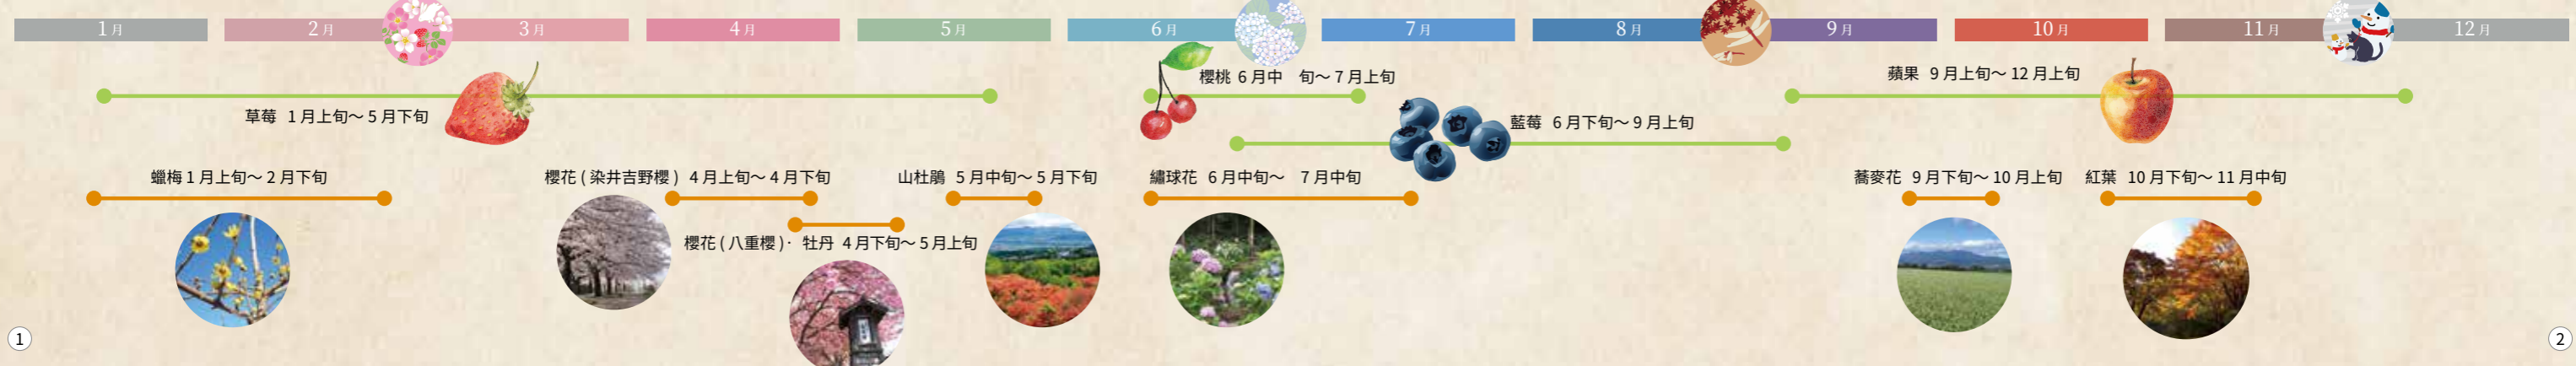 1月 2月 3月 4月 5月 6月 7月 8月 9月 10月 11月 12月
草莓 1月上旬～5月下旬
櫻桃 6月中 旬～7月上旬
藍莓 6月下旬～9月上旬
蘋果 9月上旬～12月上旬
蠟梅1月上旬～2月下旬
櫻花(染井吉野櫻) 4月上旬～4月下旬
櫻花(八重櫻)· 牡丹 4月下旬～5月上旬
山杜鵑 5月中旬～5月下旬
繡球花 6月中旬～ 7月中旬
蕎麥花 9月下旬～10月上旬
紅葉 10月下旬～11月中旬
1
2